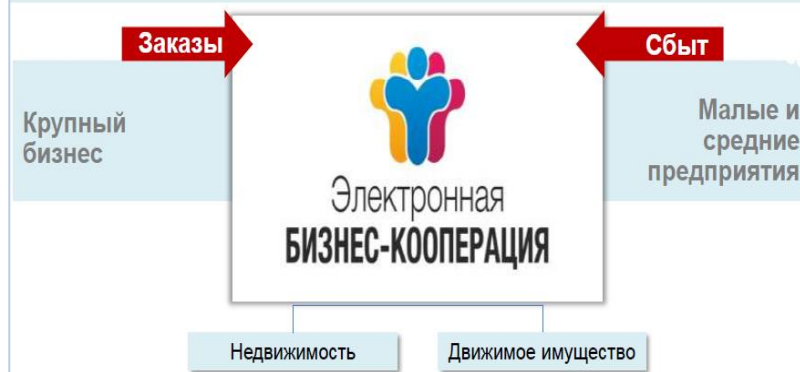 Заказы
Сбыт
Крупный
бизнес
Малые и
средние
предприятия
Электронная
БИЗНЕС-КООПЕРАЦИЯ
Недвижимость
Движимое имущество